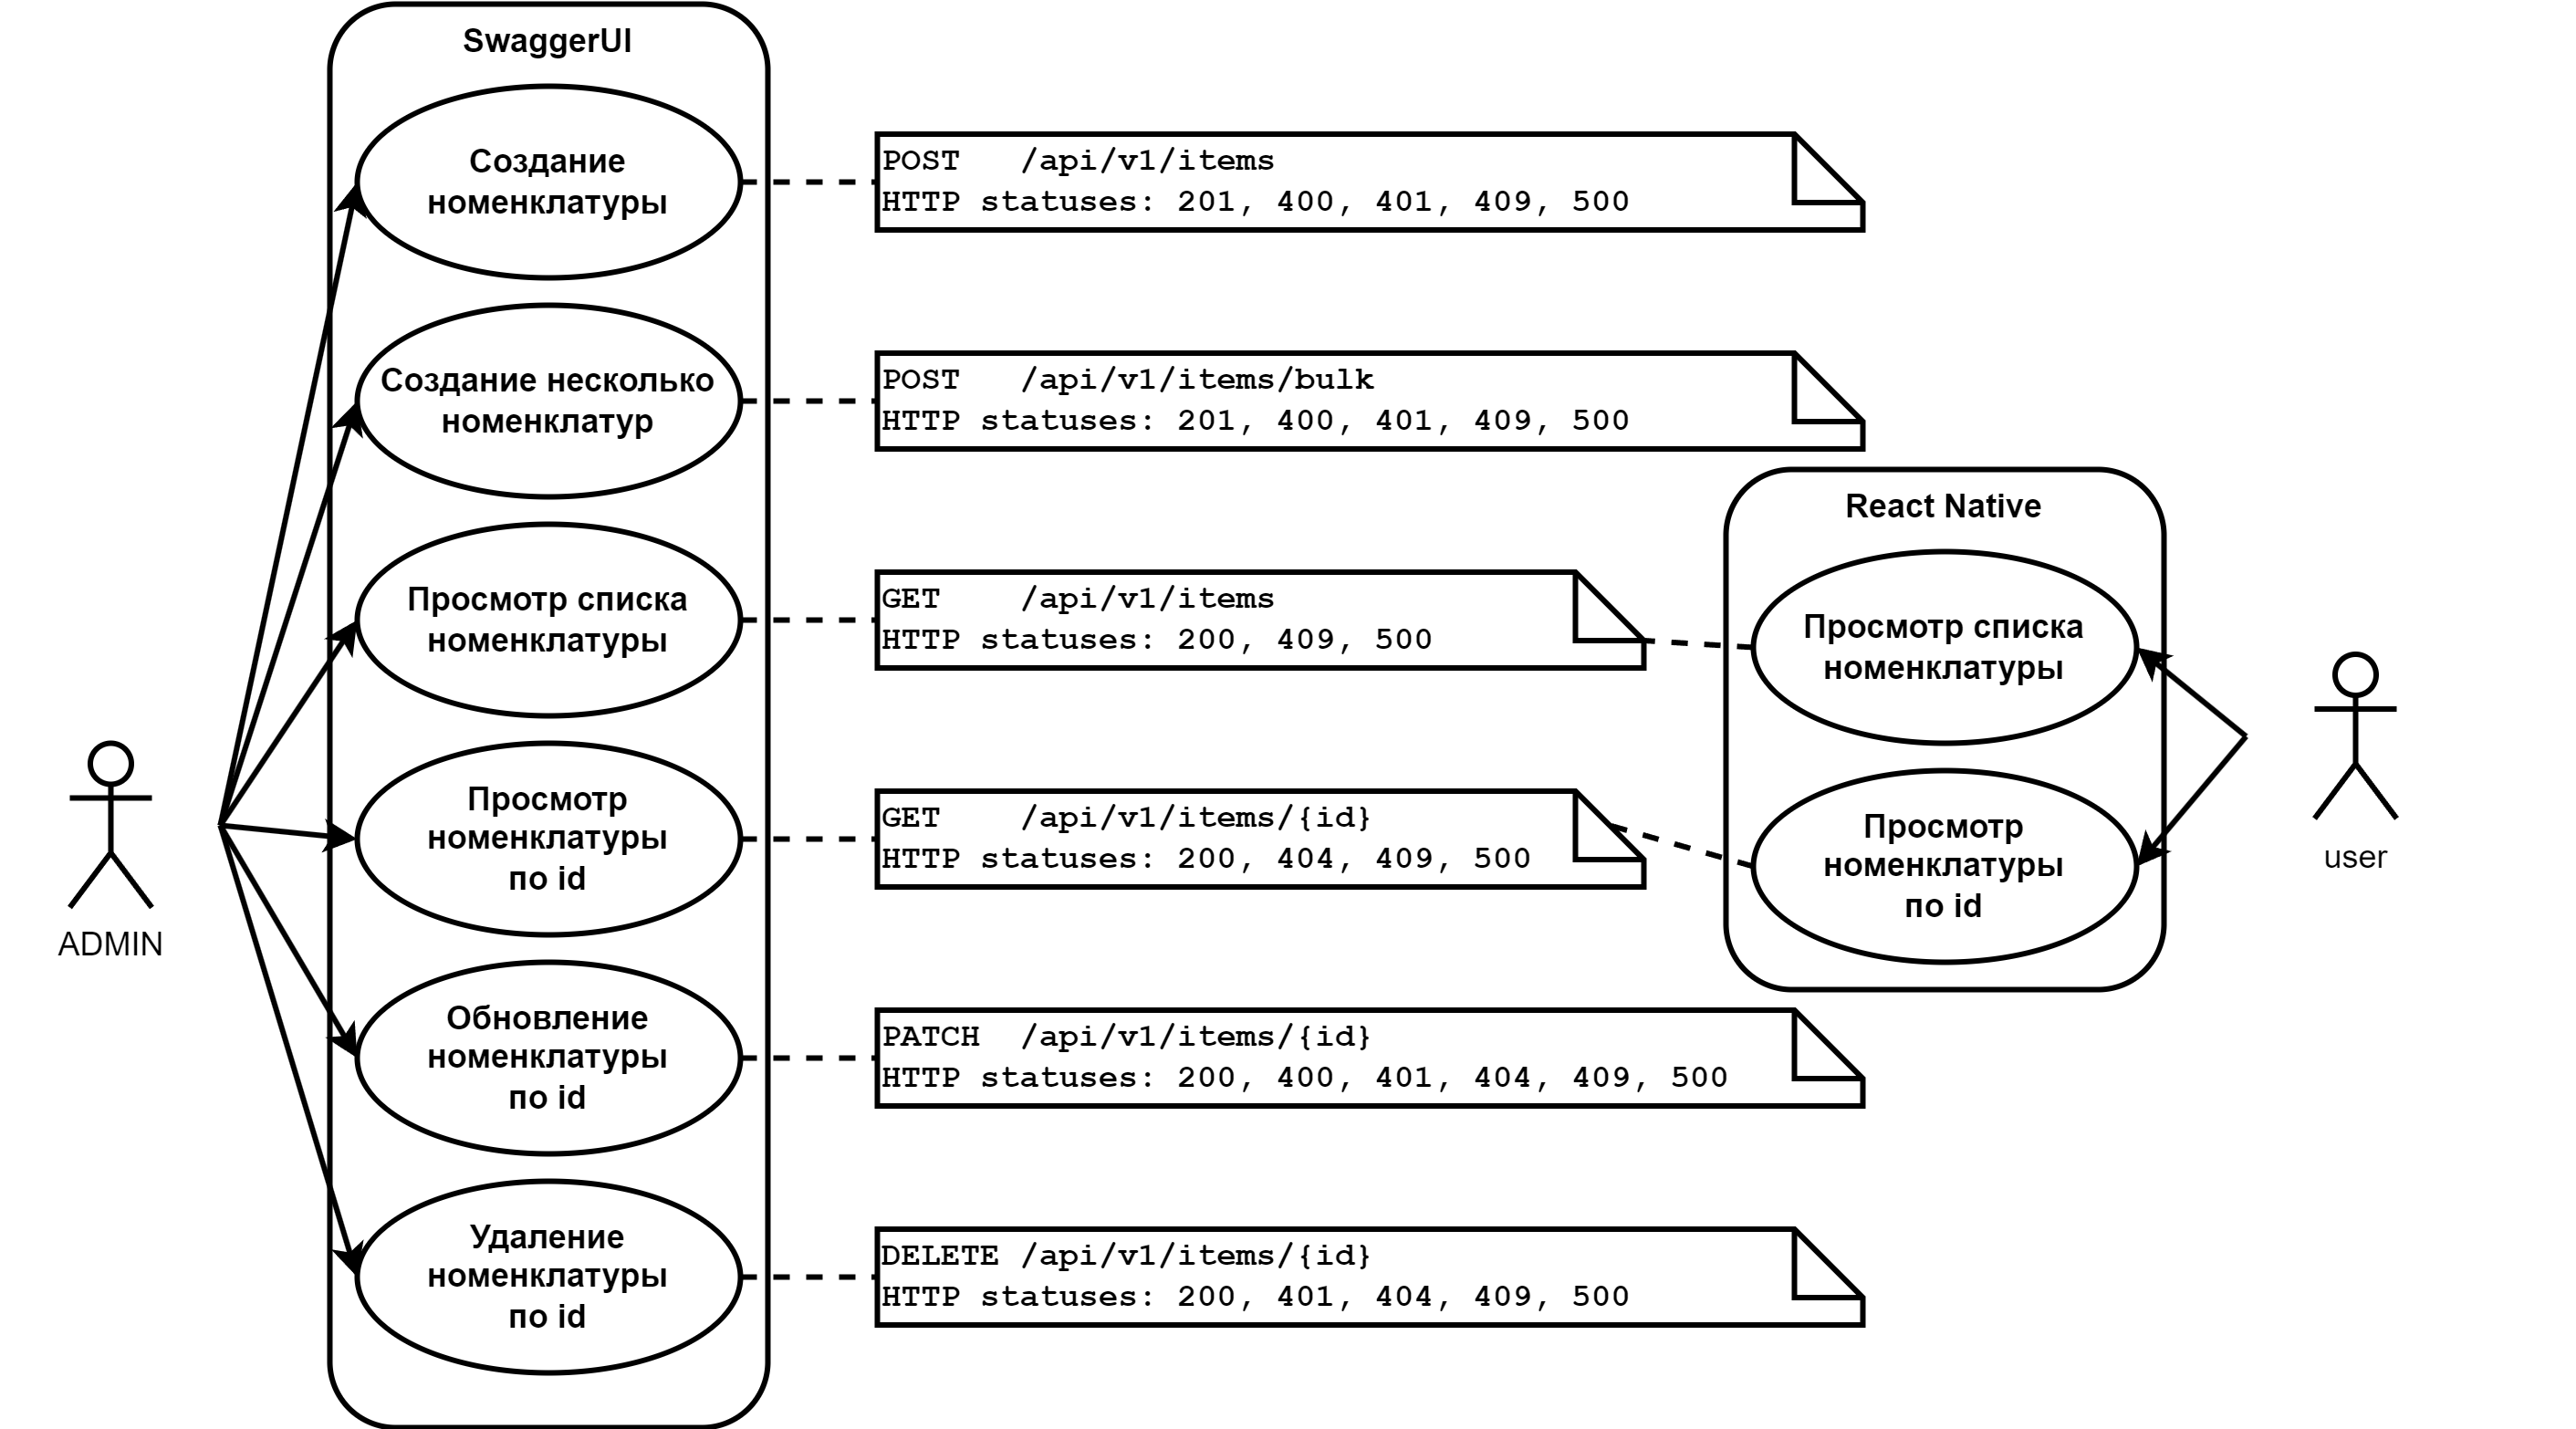 SwaggerUI
Создание
номенклатуры
POST /api/v1/items
HTTP statuses: 201, 400, 401, 409, 500
Создание несколько
номенклатур
POST /api/v1/items/bulk
HTTP statuses: 201, 400, 401, 409, 500
Просмотр списка
номенклатуры
GET /api/v1/items
HTTP statuses: 200, 409, 500
Просмотр
номенклатуры
по id
GET /api/v1/items/{id}
HTTP statuses: 200, 404, 409, 500
Обновление
номенклатуры
по id
PATCH /api/v1/items/{id}
HTTP statuses: 200, 400, 401, 404, 409, 500
Удаление
номенклатуры
по id
DELETE /api/v1/items/{id}
HTTP statuses: 200, 401, 404, 409, 500
ADMIN
React Native
Просмотр списка
номенклатуры
Просмотр
номенклатуры
по id
user